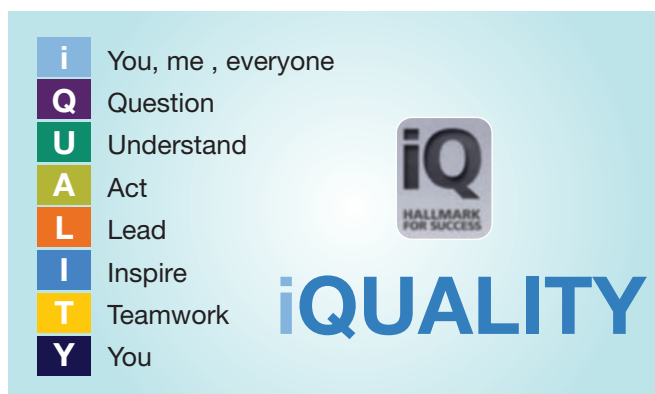 i You, me , everyone
Q Question
U Understand
A Act
L Lead
I Inspire
T Teamwork
Y You
iQ
HALLMARK
FOR SUCCESS
iQUALITY